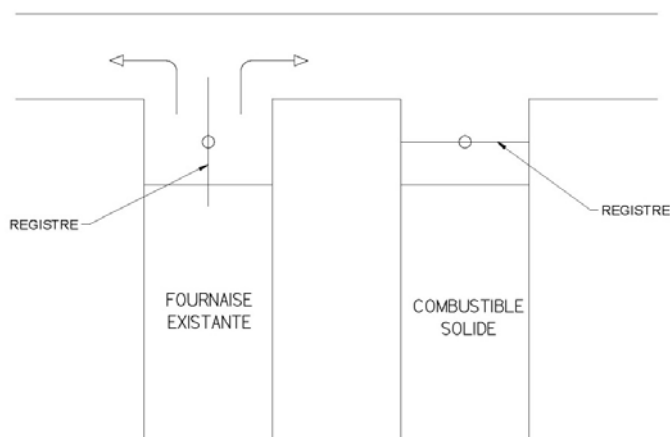 REGISTRE
REGISTRE
FOURNAISE
EXISTANTE
COMBUSTIBLE
SOLIDE